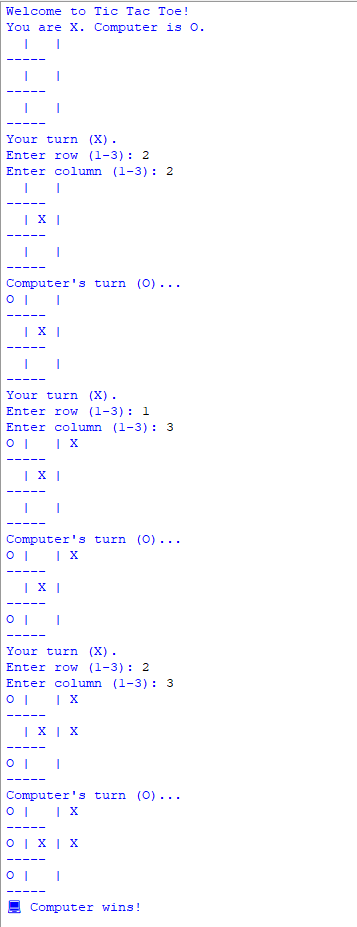 Welcome to Tic Tac Toe!
You are X. Computer is O.
  |   |
-----
  |   |
-----
  |   |
-----
Your turn (X).
Enter row (1-3): 2
Enter column (1-3): 2
  |   |
-----
  | X |
-----
  |   |
-----
Computer's turn (O)...
O |   |
-----
  | X |
-----
  |   |
-----
Your turn (X).
Enter row (1-3): 1
Enter column (1-3): 3
O |   | X
-----
  | X |
-----
  |   |
-----
Computer's turn (O)...
O |   | X
-----
  | X |
-----
O |   |
-----
Your turn (X).
Enter row (1-3): 2
Enter column (1-3): 3
O |   | X
-----
  | X | X
-----
O |   |
-----
Computer's turn (O)...
O |   | X
-----
O | X | X
-----
O |   |
-----
💻 Computer wins!